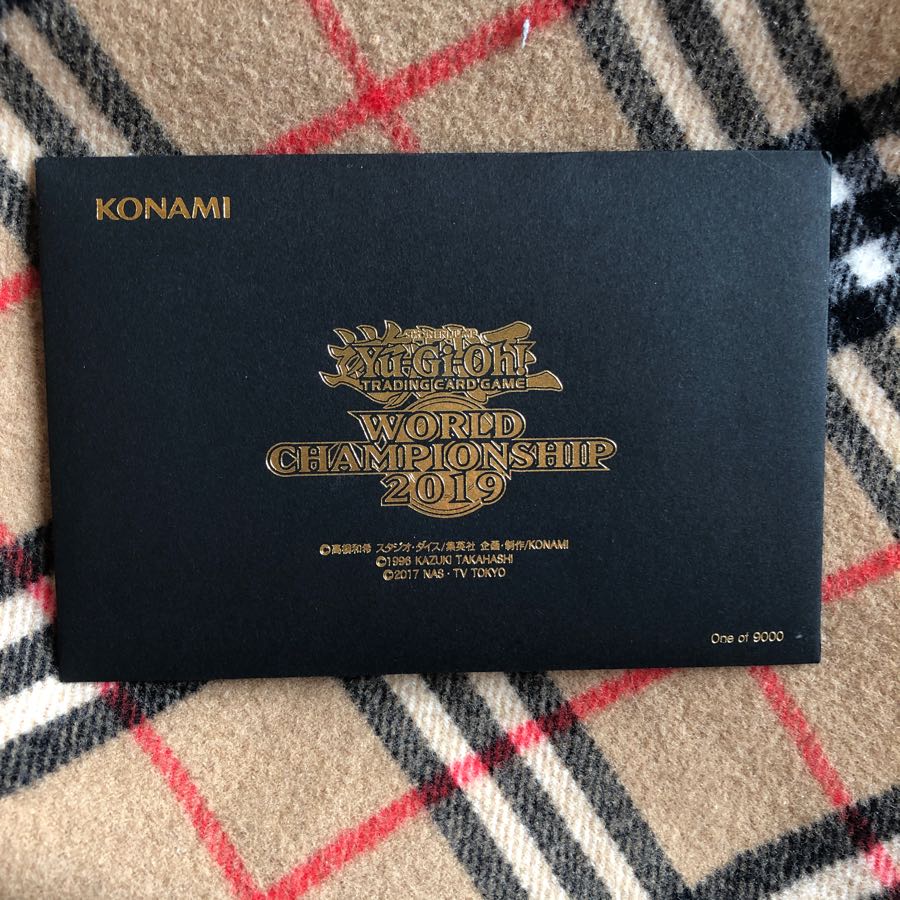 KONAMI
SHONEN JUMP
Yu-Gi-Oh!
TRADING CARD GAME
WORLD
CHAMPIONSHIP
2019
©高橋和希 スタジオ・ダイス/集英社 企画・制作/KONAMI
©1996 KAZUKI TAKAHASHI
©2017 NAS・TV TOKYO
One of 9000